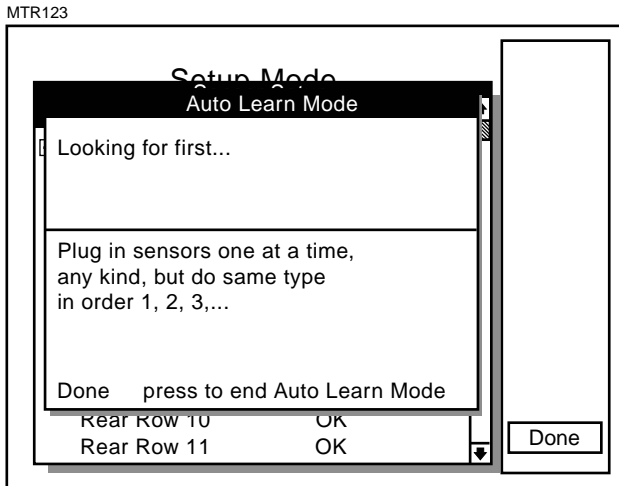 MTR123
Setup Mode
Auto Learn Mode
Looking for first...
Plug in sensors one at a time,
any kind, but do same type
in order 1, 2, 3,...
Done press to end Auto Learn Mode
Rear Row 10 OK
Rear Row 11 OK
Done